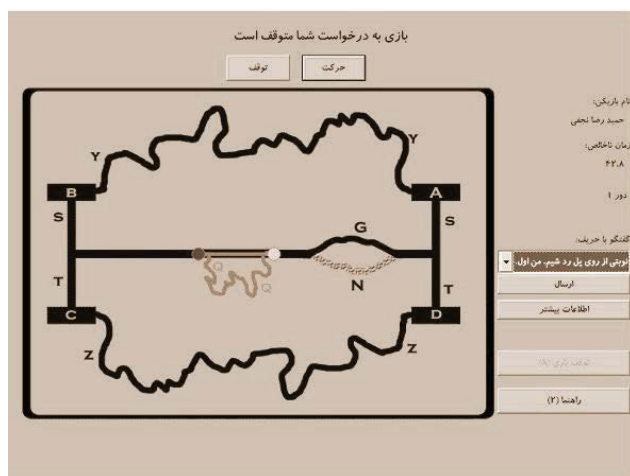 بازی به درخواست شما متوقف است
حرکت
توقف
نام بازیکن:
حمید رضا نجفی
زمان ناخالص:
۴۲.۸
دور ۱
گفتگو با حریف:
نوبتی از روی پل رد شیم. من اول.
ارسال
اطلاعات بیشتر
راهنما (۲)
Y
Y
B
A
S
S
G
Q
Q
N
T
T
C
D
Z
Z